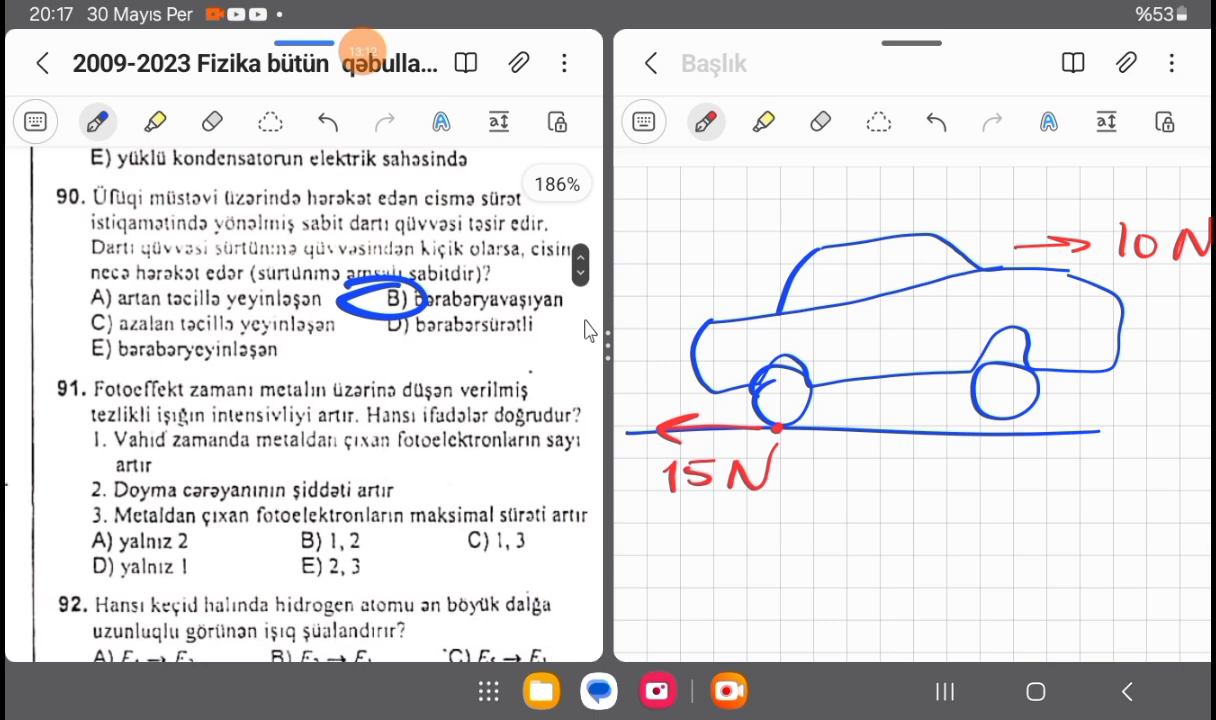 20:17 30 Mayıs Per
%53
13:12
2009-2023 Fizika bütün qəbulla...
Başlık
186%
E) yüklü kondensatorun elektrik sahəsində
90. Üfüqi müstəvi üzərində hərəkət edən cismə sürət
istiqamətində yönəlmiş sabit dartı qüvvəsi təsir edir.
Dartı qüvvəsi sürtünmə qüvvəsindən kiçik olarsa, cisim
necə hərəkət edər (sürtünmə əmsalı sabitdir)?
A) artan təcillə yeyinləşən B) bərabəryavaşıyan
C) azalan təcillə yeyinləşən D) bərabərsürətli
E) bərabəryeyinləşən
91. Fotoeffekt zamanı metalın üzərinə düşən verilmiş
tezlikli işığın intensivliyi artır. Hansı ifadələr doğrudur?
1. Vahid zamanda metaldan çıxan fotoelektronların sayı
artır
2. Doyma cərəyanının şiddəti artır
3. Metaldan çıxan fotoelektronların maksimal sürəti artır
A) yalnız 2 B) 1, 2 C) 1, 3
D) yalnız 1 E) 2, 3
92. Hansı keçid halında hidrogen atomu ən böyük dalğa
uzunluqlu görünən işıq şüalandırır?
A) B) C)
10 N
15 N